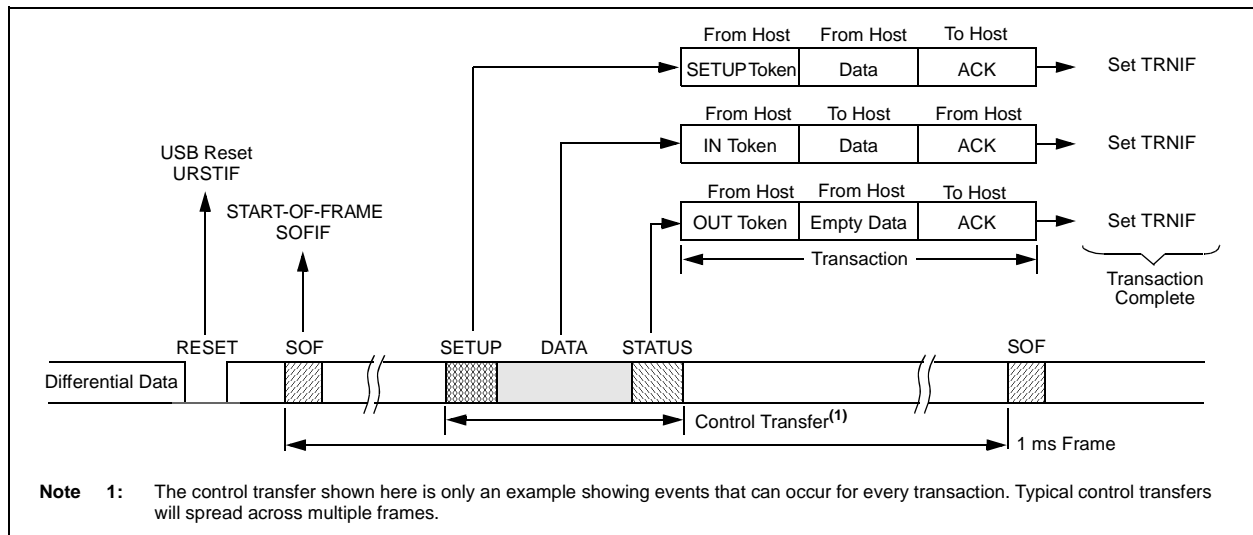 From Host From Host To Host
SETUP Token Data ACK Set TRNIF
From Host To Host From Host
IN Token Data ACK Set TRNIF
USB Reset
URSTIF
From Host From Host To Host
START-OF-FRAME
SOFIF
OUT Token Empty Data ACK Set TRNIF
Transaction
Transaction
Complete
RESET SOF SETUP DATA STATUS SOF
Differential Data
Control Transfer(1)
1 ms Frame
Note 1: The control transfer shown here is only an example showing events that can occur for every transaction. Typical control transfers
will spread across multiple frames.